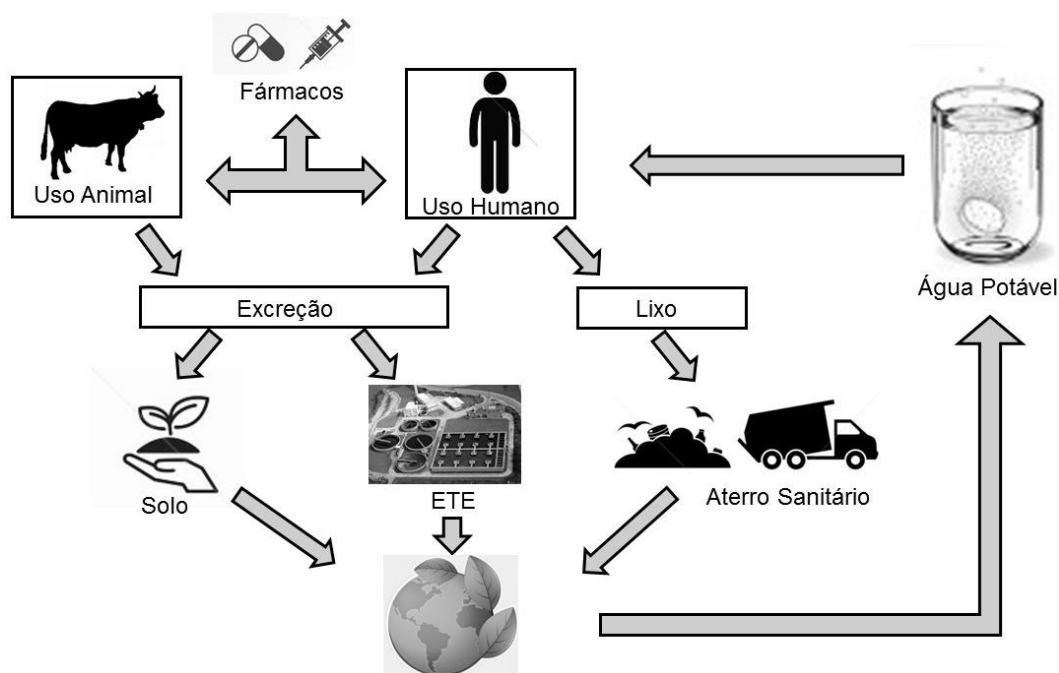 Fármacos
Uso Animal
Uso Humano
Água Potável
Excreção
Lixo
Solo
ETE
Aterro Sanitário